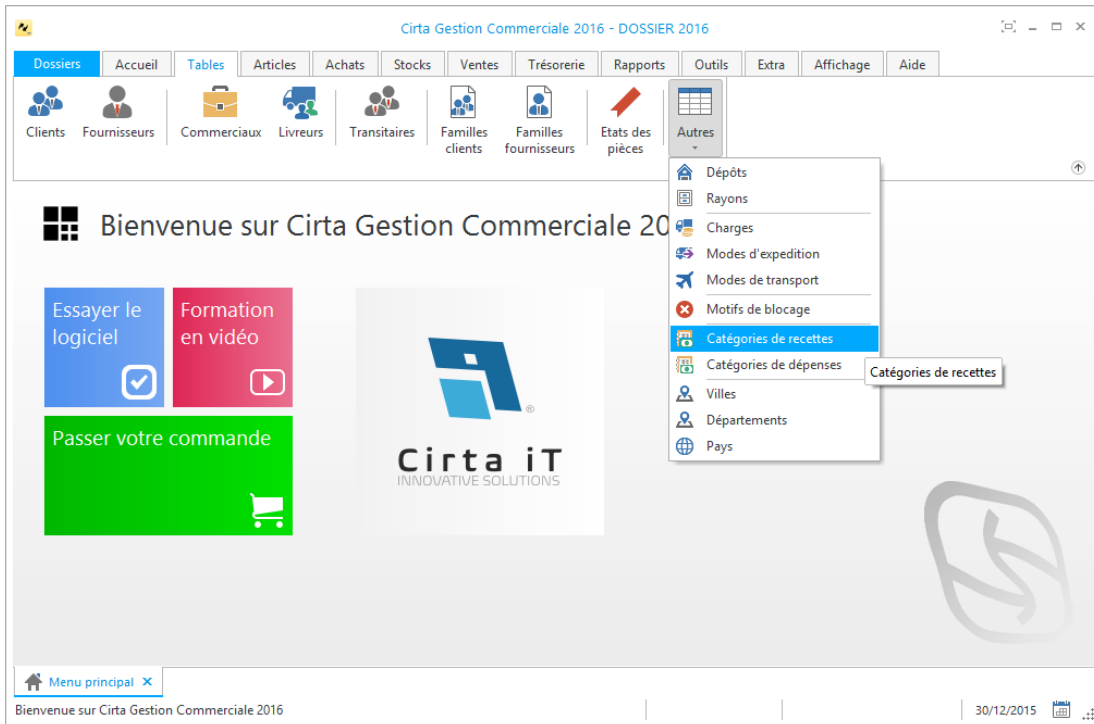 Cirta Gestion Commerciale 2016 - DOSSIER 2016
Dossiers Accueil Tables Articles Achats Stocks Ventes Trésorerie Rapports Outils Extra Affichage Aide
Clients Fournisseurs Commerciaux Livreurs Transitaires Familles clients Familles fournisseurs Etats des pièces Autres
Dépôts
Rayons
Charges
Modes d'expedition
Modes de transport
Motifs de blocage
Catégories de recettes
Catégories de dépenses
Catégories de recettes
Villes
Départements
Pays
Bienvenue sur Cirta Gestion Commerciale 20
Essayer le
logiciel
Formation
en vidéo
Passer votre commande
Cirta iT
INNOVATIVE SOLUTIONS
®
Menu principal
Bienvenue sur Cirta Gestion Commerciale 2016
30/12/2015